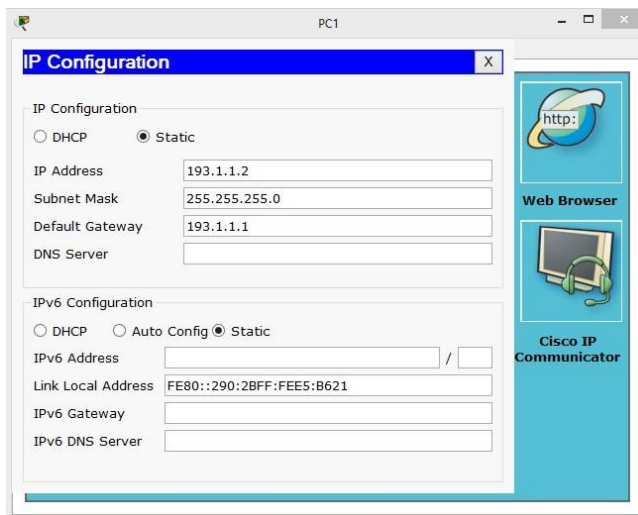 PC1
IP Configuration
X
IP Configuration
DHCP
Static
IP Address
193.1.1.2
Subnet Mask
255.255.255.0
Default Gateway
193.1.1.1
DNS Server
IPv6 Configuration
DHCP
Auto Config
Static
IPv6 Address
/
Link Local Address
FE80::290:2BFF:FEE5:B621
IPv6 Gateway
IPv6 DNS Server
http:
Web Browser
Cisco IP
Communicator